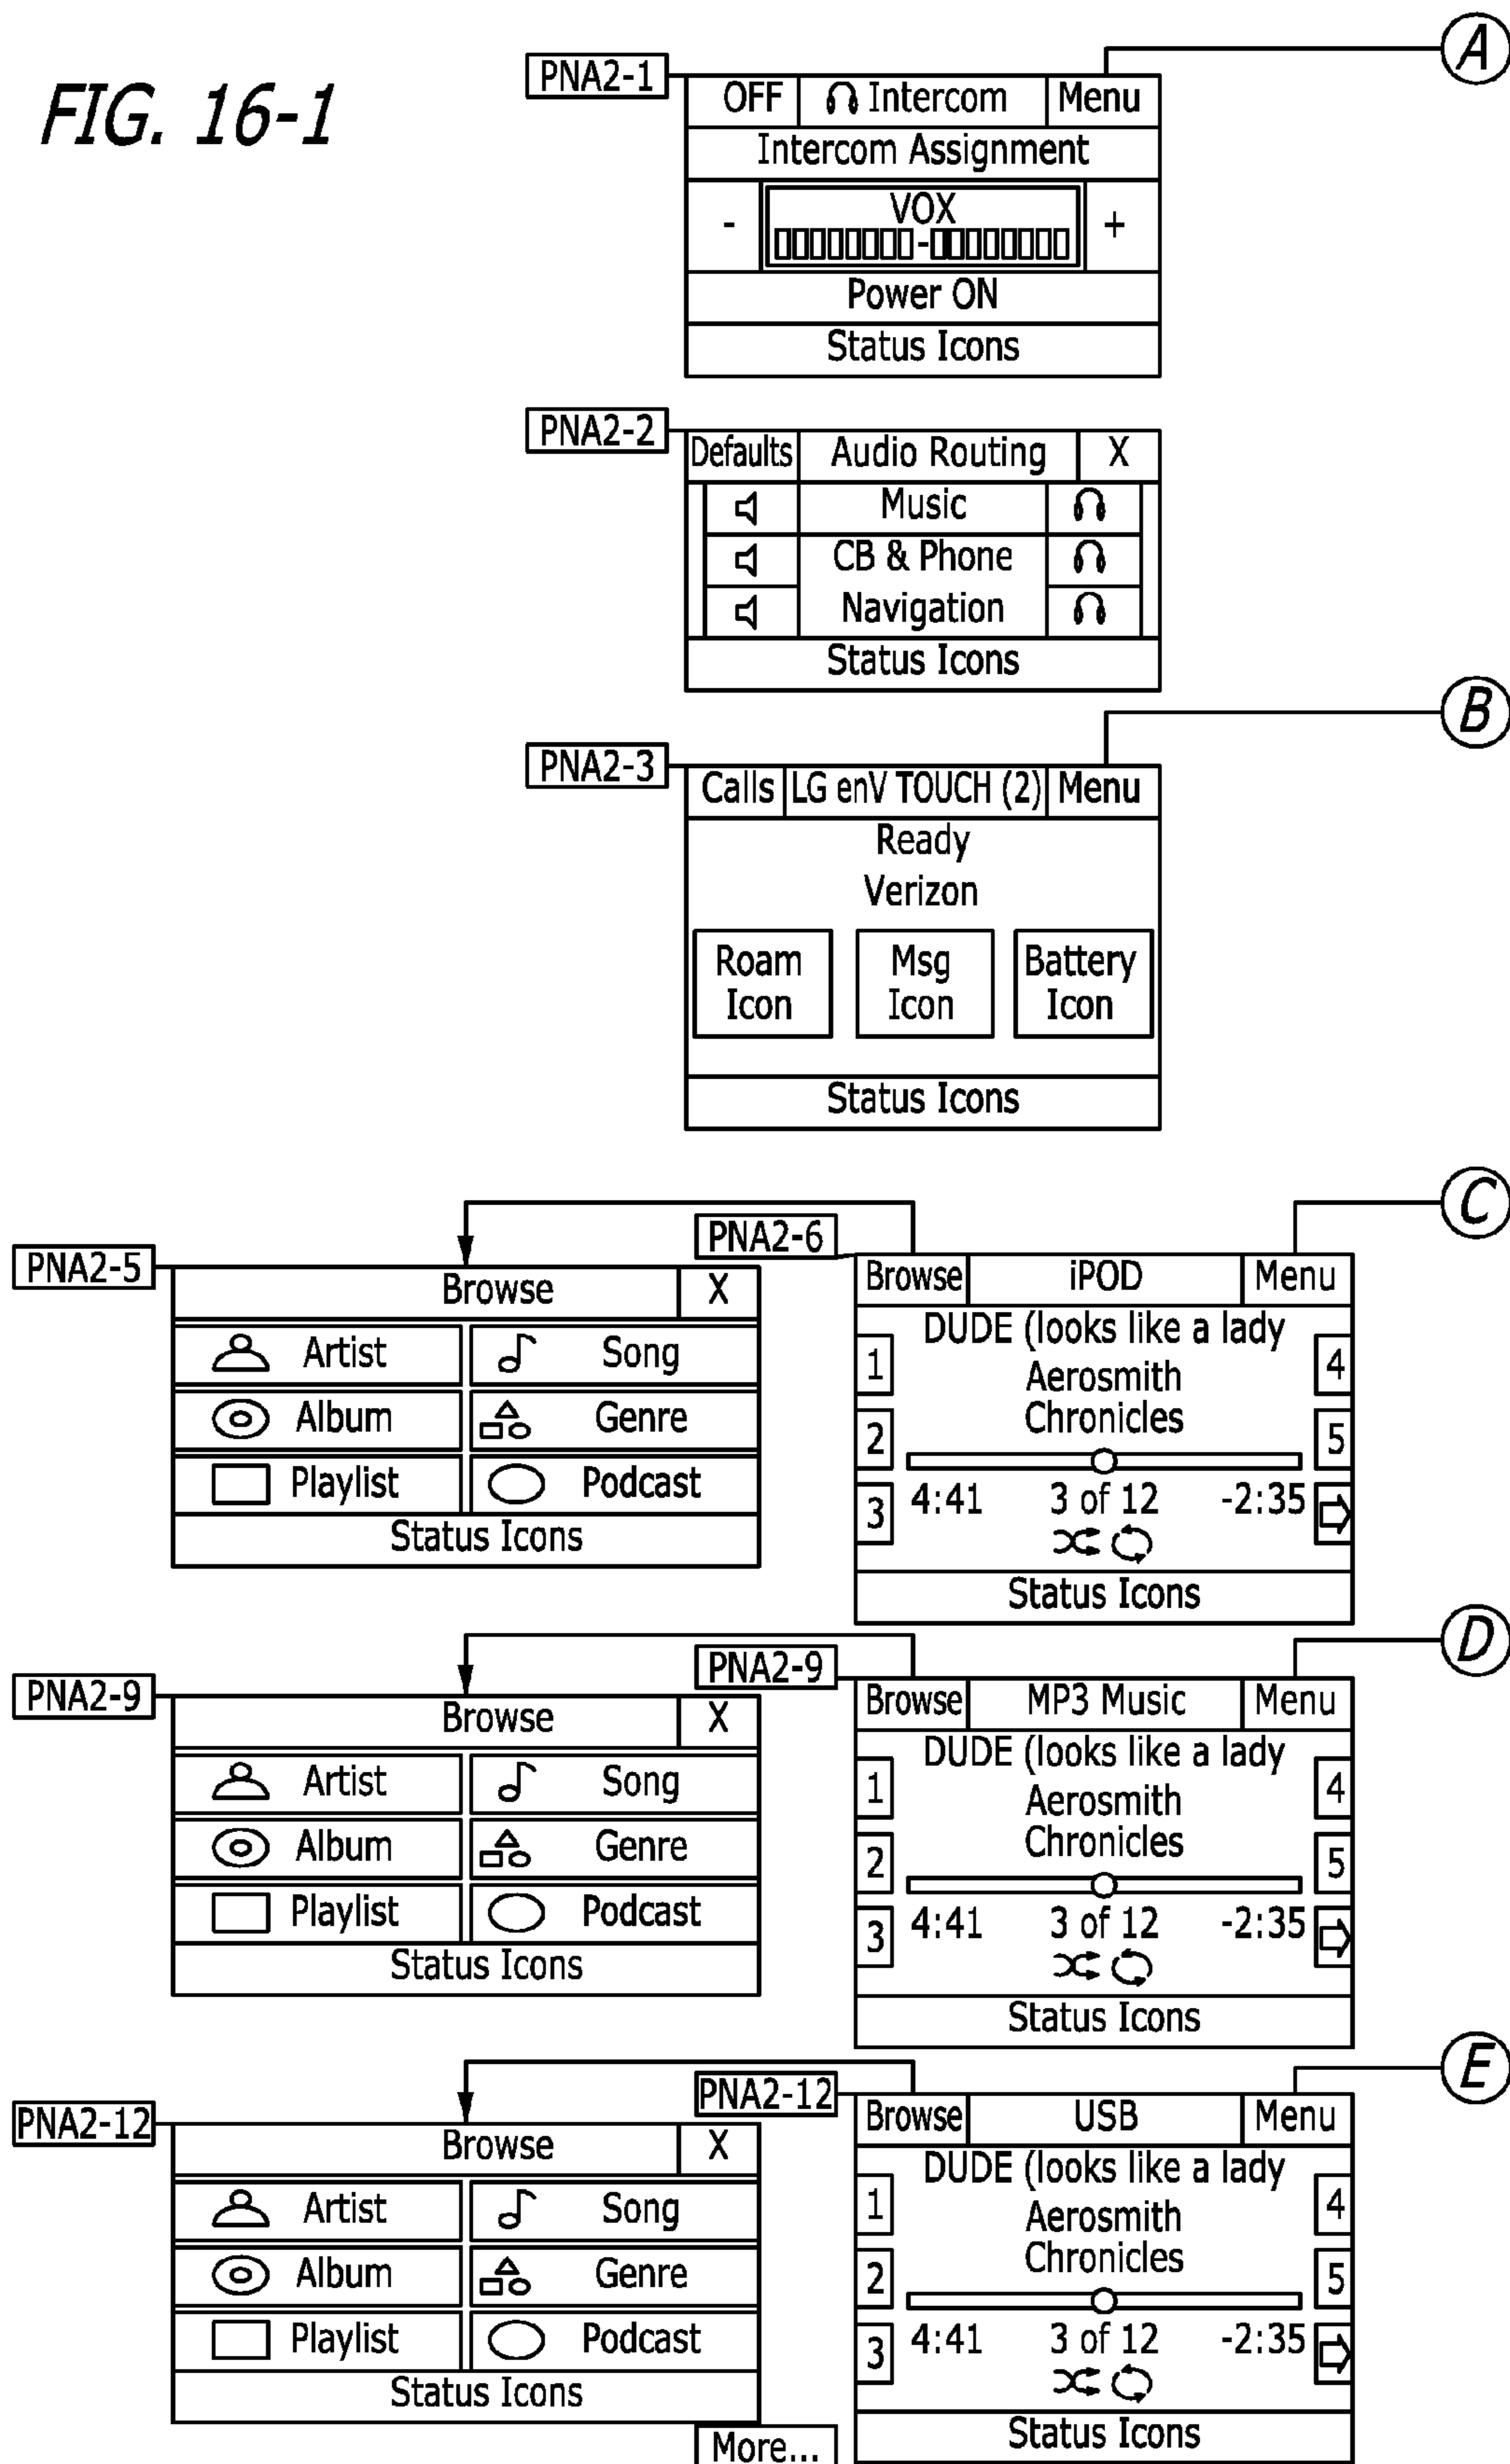 FIG. 16-1
A
PNA2-1
OFF Intercom Menu
Intercom Assignment
- VOX +
Power ON
Status Icons
PNA2-2
Defaults Audio Routing X
Music
CB & Phone
Navigation
Status Icons
B
PNA2-3
Calls LG enV TOUCH (2) Menu
Ready
Verizon
Roam Icon
Msg Icon
Battery Icon
Status Icons
C
PNA2-5
Browse X
Artist Song
Album Genre
Playlist Podcast
Status Icons
PNA2-6
Browse iPOD Menu
DUDE (looks like a lady
1 Aerosmith 4
Chronicles
2 5
3 4:41 3 of 12 -2:35
Status Icons
D
PNA2-9
Browse X
Artist Song
Album Genre
Playlist Podcast
Status Icons
PNA2-9
Browse MP3 Music Menu
DUDE (looks like a lady
1 Aerosmith 4
Chronicles
2 5
3 4:41 3 of 12 -2:35
Status Icons
E
PNA2-12
Browse X
Artist Song
Album Genre
Playlist Podcast
Status Icons
PNA2-12
Browse USB Menu
DUDE (looks like a lady
1 Aerosmith 4
Chronicles
2 5
3 4:41 3 of 12 -2:35
Status Icons
More...